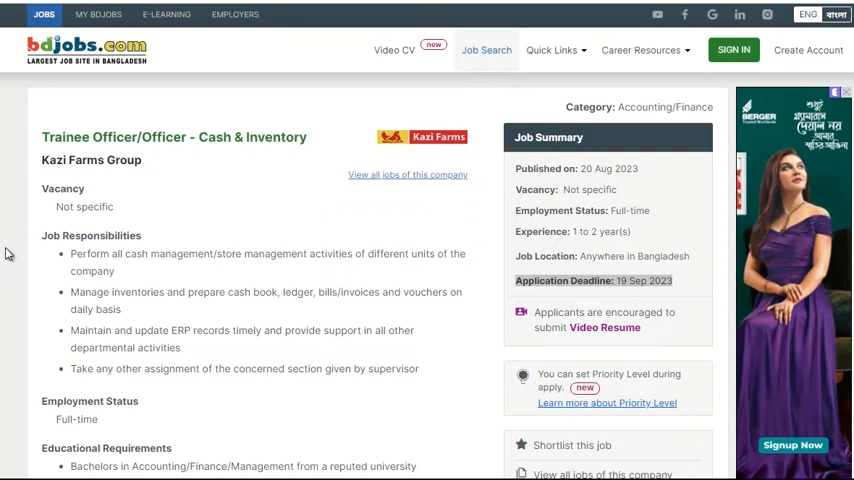 JOBS MY BDJOBS E-LEARNING EMPLOYERS ENG বাংলা
bdjobs.com
LARGEST JOB SITE IN BANGLADESH
Video CV new Job Search Quick Links Career Resources SIGN IN Create Account
Category: Accounting/Finance
Trainee Officer/Officer - Cash & Inventory
Kazi Farms
Kazi Farms Group
View all jobs of this company
Vacancy
Not specific
Job Responsibilities
Perform all cash management/store management activities of different units of the
company
Manage inventories and prepare cash book, ledger, bills/invoices and vouchers on
daily basis
Maintain and update ERP records timely and provide support in all other
departmental activities
Take any other assignment of the concerned section given by supervisor
Employment Status
Full-time
Educational Requirements
Bachelors in Accounting/Finance/Management from a reputed university
Job Summary
Published on: 20 Aug 2023
Vacancy: Not specific
Employment Status: Full-time
Experience: 1 to 2 year(s)
Job Location: Anywhere in Bangladesh
Application Deadline: 19 Sep 2023
Applicants are encouraged to
submit Video Resume
You can set Priority Level during
apply. new
Learn more about Priority Level
Shortlist this job
View all jobs of this company
BERGER
শুধু
আমার
Signup Now